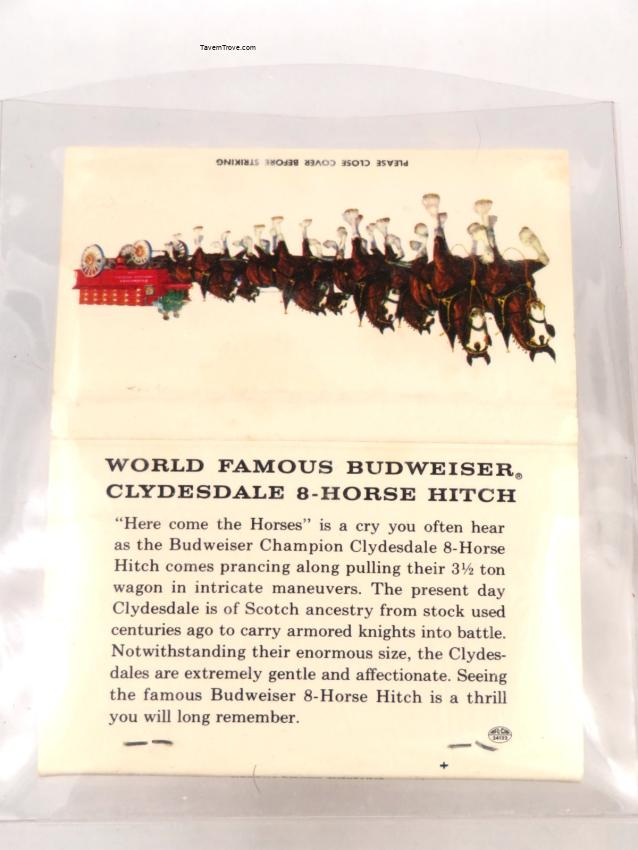 TavernTrove.com
PLEASE CLOSE COVER BEFORE STRIKING
WORLD FAMOUS BUDWEISER®
CLYDESDALE 8-HORSE HITCH
“Here come the Horses” is a cry you often hear
as the Budweiser Champion Clydesdale 8-Horse
Hitch comes prancing along pulling their 3½ ton
wagon in intricate maneuvers. The present day
Clydesdale is of Scotch ancestry from stock used
centuries ago to carry armored knights into battle.
Notwithstanding their enormous size, the Clydes-
dales are extremely gentle and affectionate. Seeing
the famous Budweiser 8-Horse Hitch is a thrill
you will long remember.